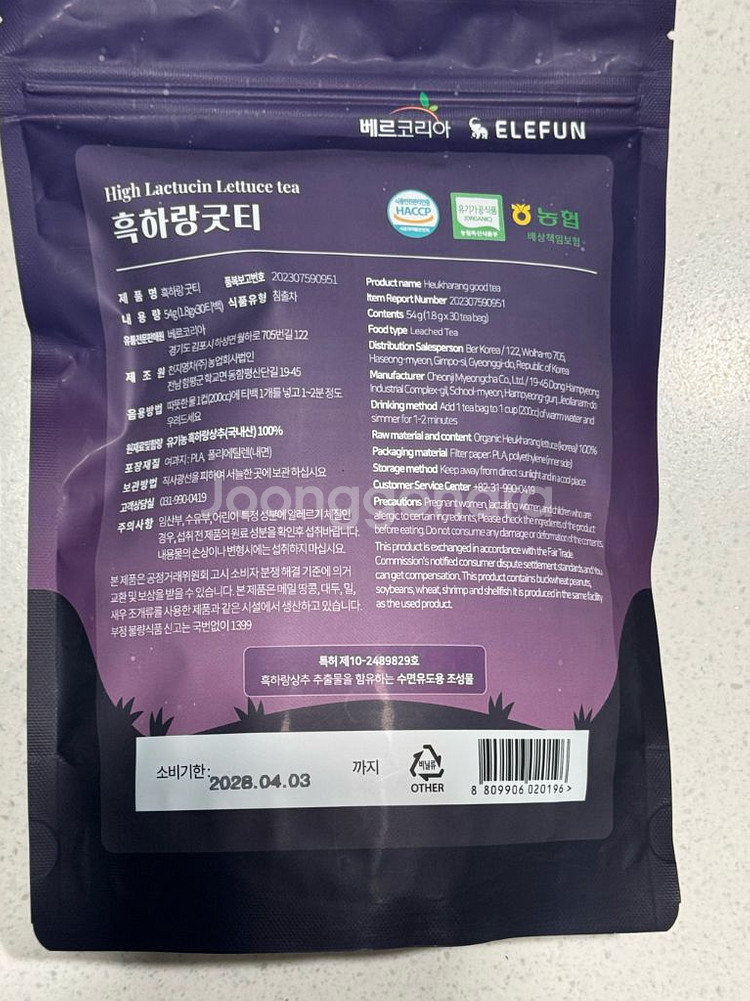 베르코리아 ELEFUN
High Lactucin Lettuce tea
흑하랑굿티
식품안전관리인증
HACCP
유기가공식품
(ORGANIC)
농림축산식품부
농협
배상책임보험
제 품 명 흑하랑 굿티 품목보고번호 202307590951
내 용 량 54g(1.8gx30티백) 식품유형 침출차
유통전문판매원 베르코리아
경기도 김포시 하성면 월하로 705번길 122
제 조 원 천지명차(주) 농업회사법인
전남 함평군 학교면 동함평산단길 19-45
음용방법 따뜻한 물 1컵(200cc)에 티백 1개를 넣고 1~2분 정도
우려드세요
원재료및함량 유기농흑하랑상추(국내산) 100%
포장재질 여과지 : PLA, 폴리에틸렌(내면)
보관방법 직사광선을 피하여 서늘한 곳에 보관 하십시요
고객상담실 031-990-0419
주의사항 임산부, 수유부, 어린이 특정 성분에 알레르기 체질인
경우, 섭취 전 제품의 원료 성분을 확인후 섭취바랍니다.
내용물의 손상이나 변형시에는 섭취하지 마십시요.
본 제품은 공정거래위원회 고시 소비자 분쟁 해결 기준에 의거
교환 및 보상을 받을 수 있습니다. 본 제품은 메밀 땅콩, 대두, 밀,
새우 조개류를 사용한 제품과 같은 시설에서 생산하고 있습니다.
부정 불량식품 신고는 국번없이 1399
Product name Heukharang good tea
Item Report Number 202307590951
Contents 54 g (1.8 g x 30 tea bag)
Food type Leached Tea
Distribution Salesperson Ber Korea / 122, Wolha-ro 705,
Haseong-myeon, Gimpo-si, Gyeonggi-do, Republic of Korea
Manufacturer Cheonji Myeongcha Co., Ltd. / 19-45 Dong Hampyeong
Industrial Complex-gil, School-myeon, Hampyeong-gun, Jeollanam-do
Drinking method Add 1 tea bag to 1 cup (200cc) of warm water and
simmer for 1-2 minutes
Raw material and content Organic Heukharang lettuce (korea) 100%
Packaging material Filter paper: PLA, polyethylene (inner side)
Storage method Keep away from direct sunlight and in a cool place
Customer Service Center +82-31-990-0419
Precautions Pregnant women, lactating women, and children who are
allergic to certain ingredients, Please check the ingredients of the product
before eating. Do not consume any damage or deformation of the contents.
This product is exchanged in accordance with the Fair Trade
Commission's notified consumer dispute settlement standards and You
can get compensation. This product contains buckwheat peanuts,
soybeans, wheat, shrimp and shellfish It is produced in the same facility
as the used product.
Joonggonara
특허 제10-2489829호
흑하랑상추 추출물을 함유하는 수면유도용 조성물
소비기한 : 2028.04.03 까지
비닐류
OTHER
8 809906 020196 >